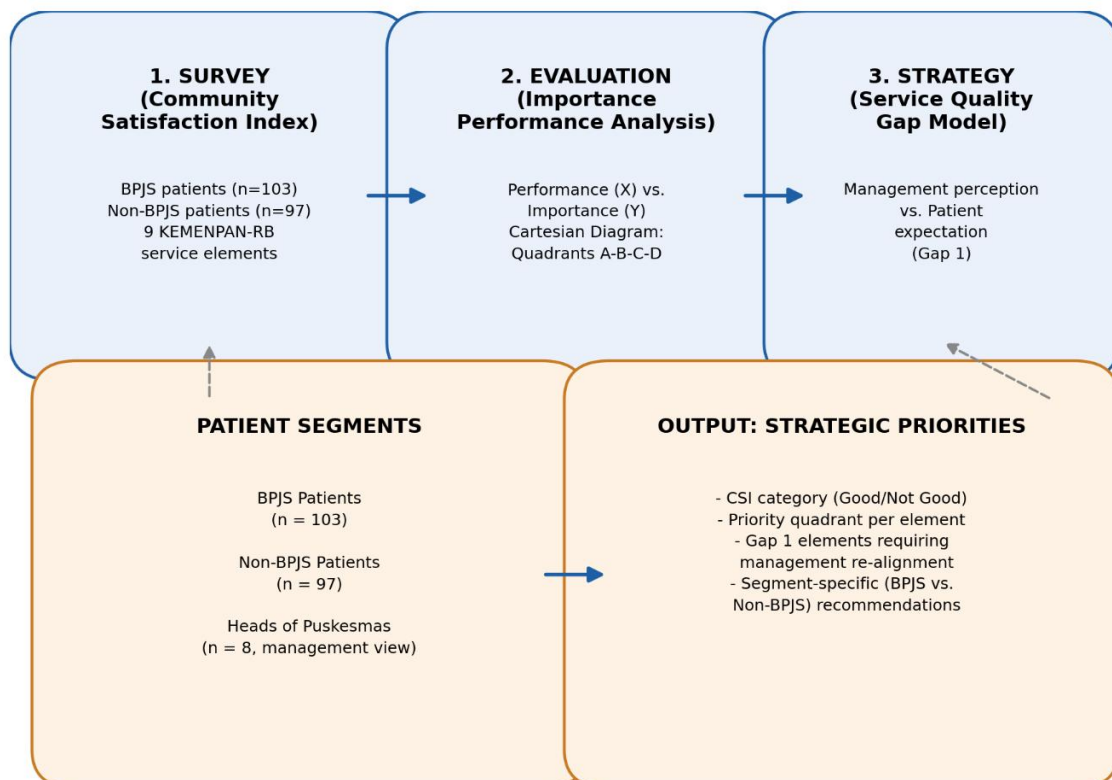 1. SURVEY
(Community
Satisfaction Index)
BPJS patients (n=103)
Non-BPJS patients (n=97)
9 KEMENPAN-RB
service elements
2. EVALUATION
(Importance
Performance Analysis)
Performance (X) vs.
Importance (Y)
Cartesian Diagram:
Quadrants A-B-C-D
3. STRATEGY
(Service Quality
Gap Model)
Management perception
vs. Patient
expectation
(Gap 1)
PATIENT SEGMENTS
BPJS Patients
(n = 103)
Non-BPJS Patients
(n = 97)
Heads of Puskesmas
(n = 8, management view)
OUTPUT: STRATEGIC PRIORITIES
- CSI category (Good/Not Good)
- Priority quadrant per element
- Gap 1 elements requiring
management re-alignment
- Segment-specific (BPJS vs.
Non-BPJS) recommendations